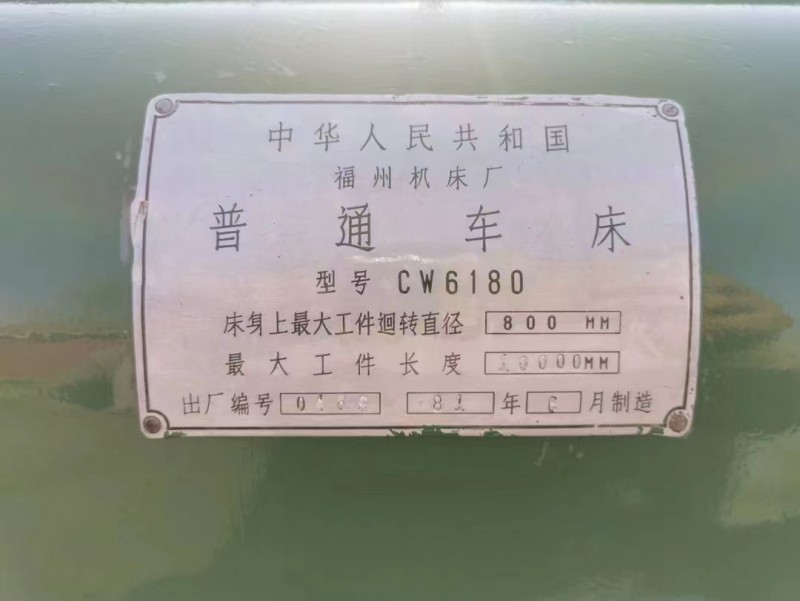 中华人民共和国
福州机床厂
普通车床
型号 CW6180
床身上最大工件迴转直径 800 MM
最大工件长度 10000MM
出厂编号 81 年 月制造